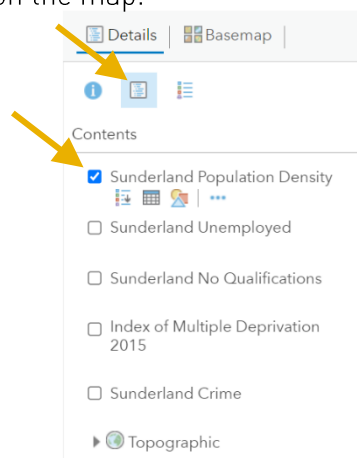 on the map.
Details
Basemap
Contents
Sunderland Population Density
Sunderland Unemployed
Sunderland No Qualifications
Index of Multiple Deprivation
2015
Sunderland Crime
Topographic